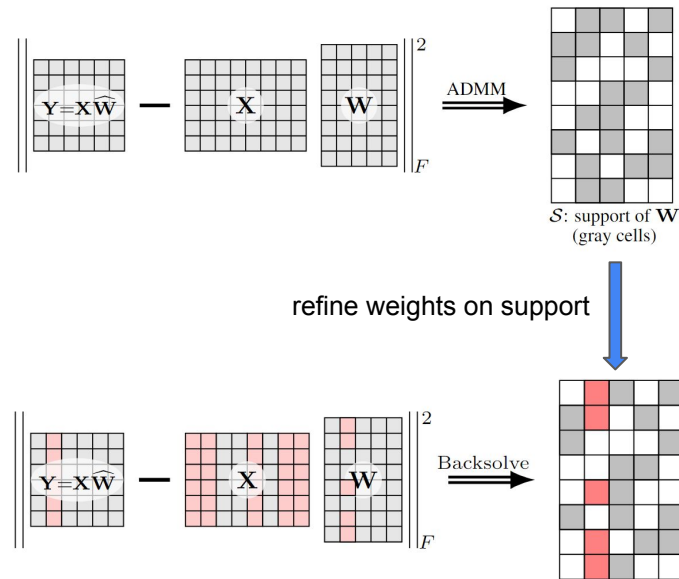 2
Y=XŴ − X W
F
ADMM
S: support of W
(gray cells)
refine weights on support
2
Y=XŴ − X W
F
Backsolve